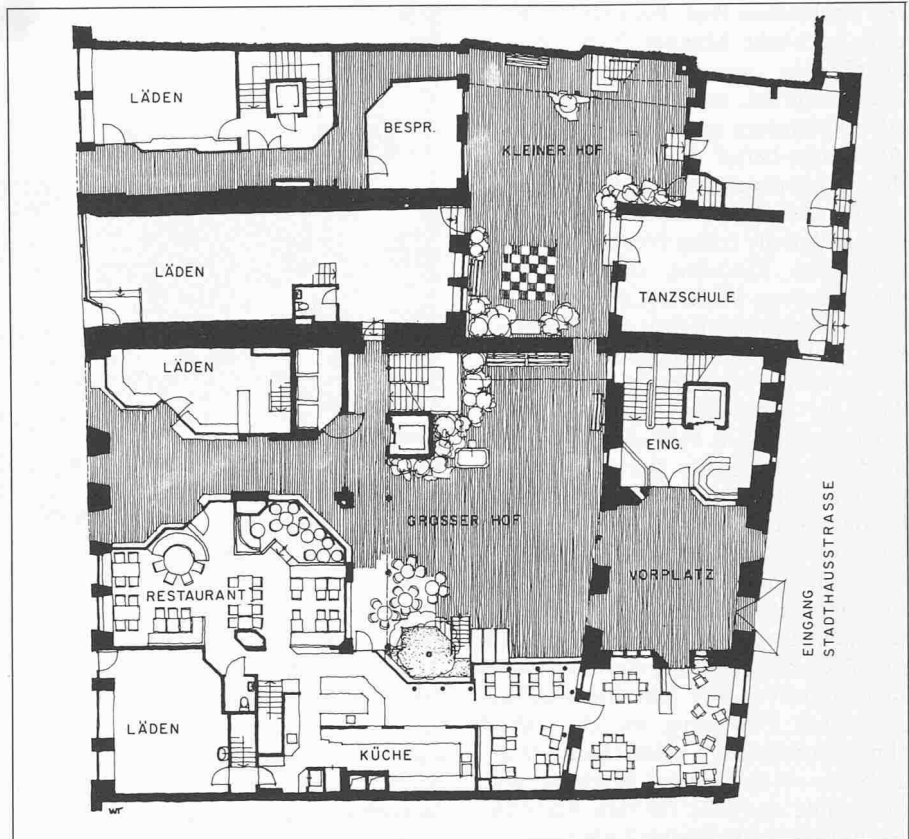 LÄDEN
BESPR.
KLEINER HOF
LÄDEN
TANZSCHULE
LÄDEN
EING.
GROSSER HOF
VORPLATZ
RESTAURANT
EINGANG
STADTHAUSSTRASSE
LÄDEN
KÜCHE
WT